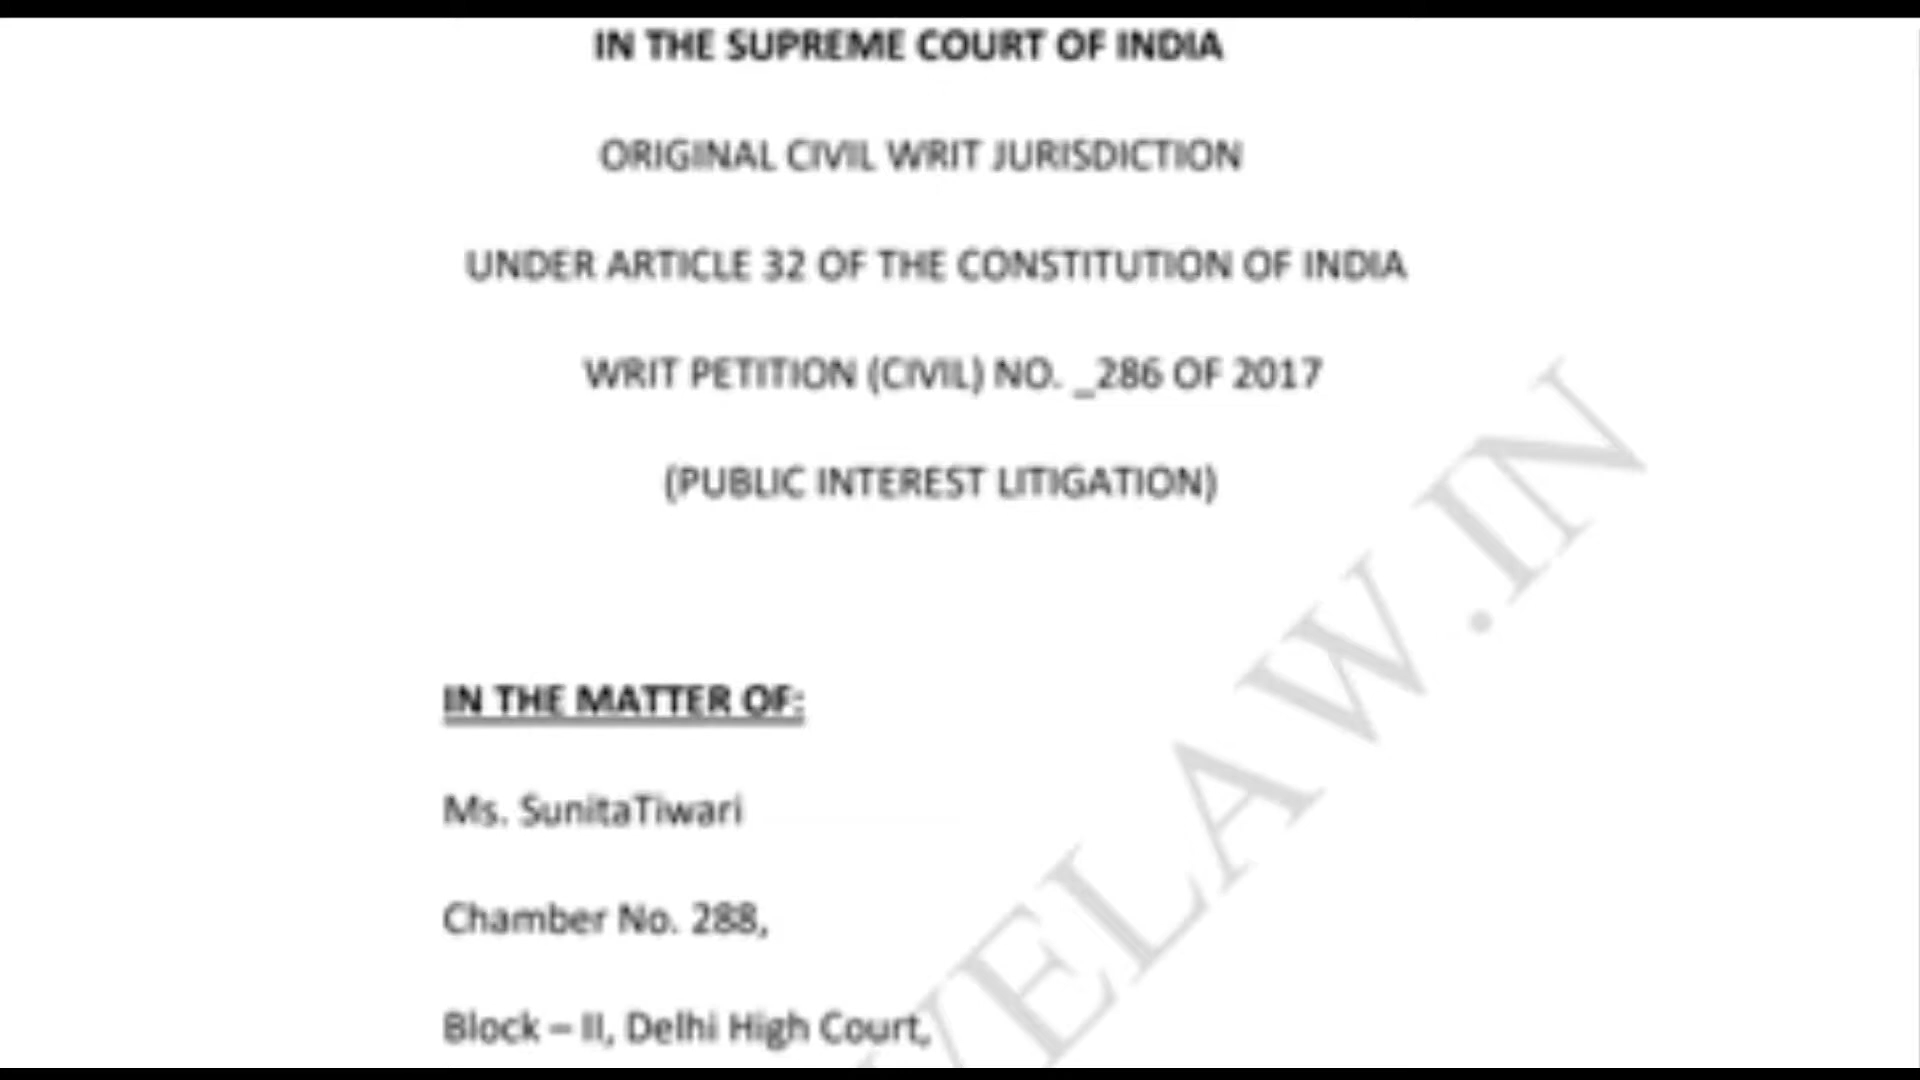 IN THE SUPREME COURT OF INDIA
ORIGINAL CIVIL WRIT JURISDICTION
UNDER ARTICLE 32 OF THE CONSTITUTION OF INDIA
WRIT PETITION (CIVIL) NO. _286 OF 2017
(PUBLIC INTEREST LITIGATION)
IN THE MATTER OF:
Ms. SunitaTiwari
Chamber No. 288,
Block – II, Delhi High Court,
VELAW.IN